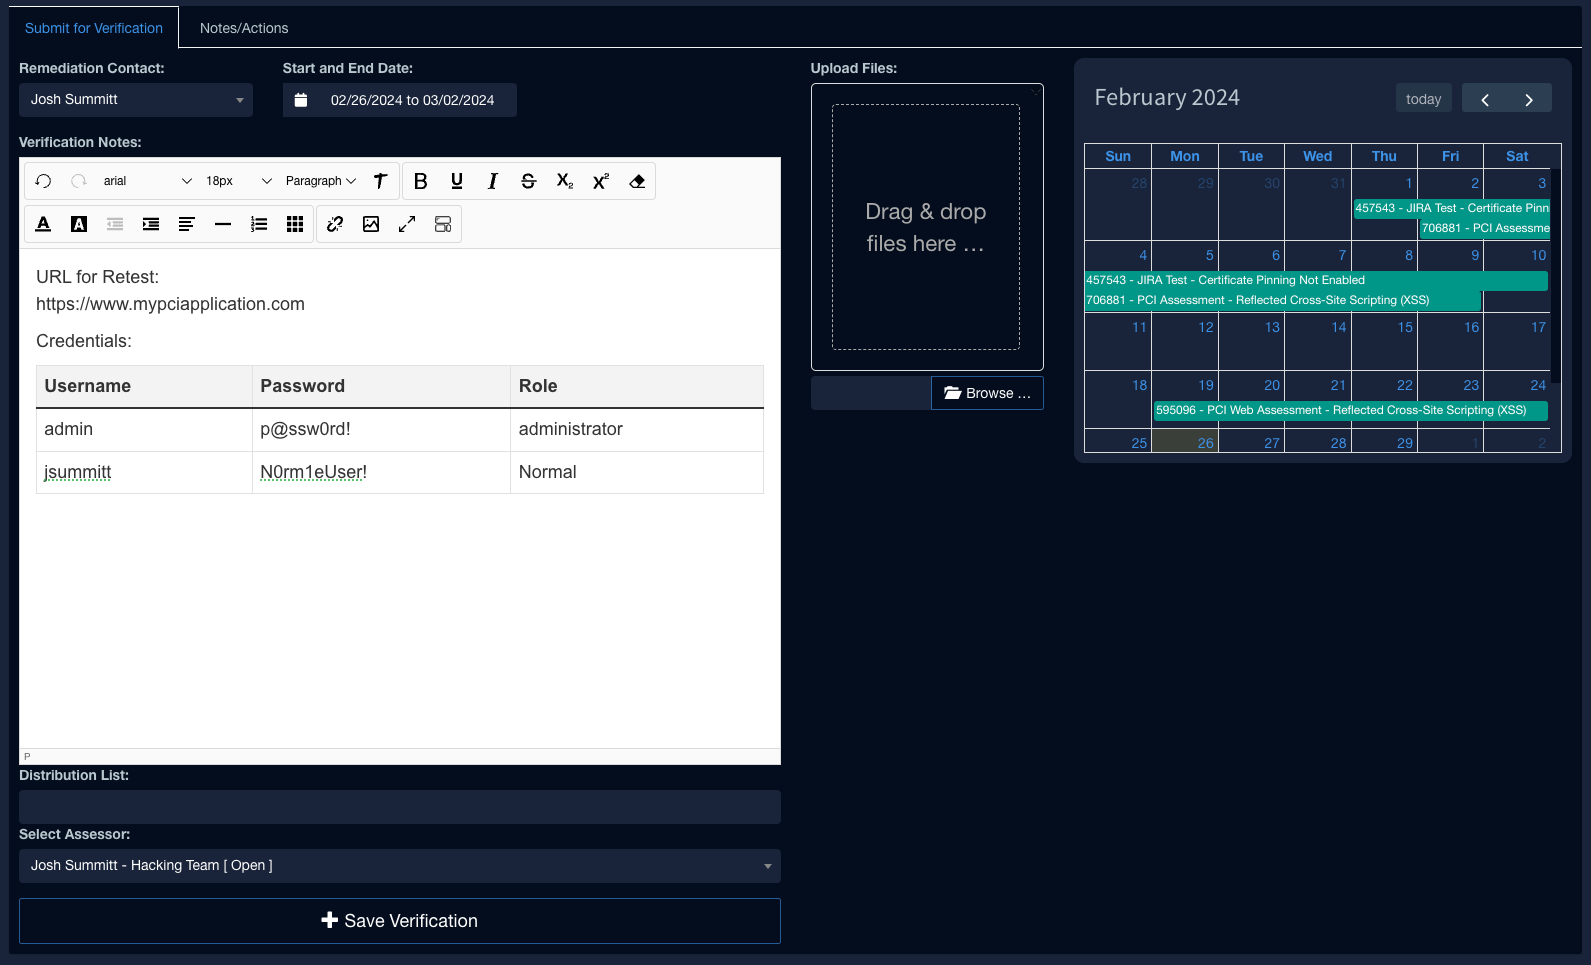 Submit for Verification
Notes/Actions
Remediation Contact:
Josh Summitt
Start and End Date:
02/26/2024 to 03/02/2024
Verification Notes:
arial 18px Paragraph
B U I S X2 X2
A A
URL for Retest:
https://www.mypciapplication.com
Credentials:
Username Password Role
admin p@ssw0rd! administrator
jsummitt N0rm1eUser! Normal
P
Distribution List:
Select Assessor:
Josh Summitt - Hacking Team [ Open ]
Save Verification
Upload Files:
Drag & drop
files here …
Browse …
February 2024
today
Sun Mon Tue Wed Thu Fri Sat
28 29 30 31 1 2 3
457543 - JIRA Test - Certificate Pinn
706881 - PCI Assessme
4 5 6 7 8 9 10
457543 - JIRA Test - Certificate Pinning Not Enabled
706881 - PCI Assessment - Reflected Cross-Site Scripting (XSS)
11 12 13 14 15 16 17
18 19 20 21 22 23 24
595096 - PCI Web Assessment - Reflected Cross-Site Scripting (XSS)
25 26 27 28 29 1 2